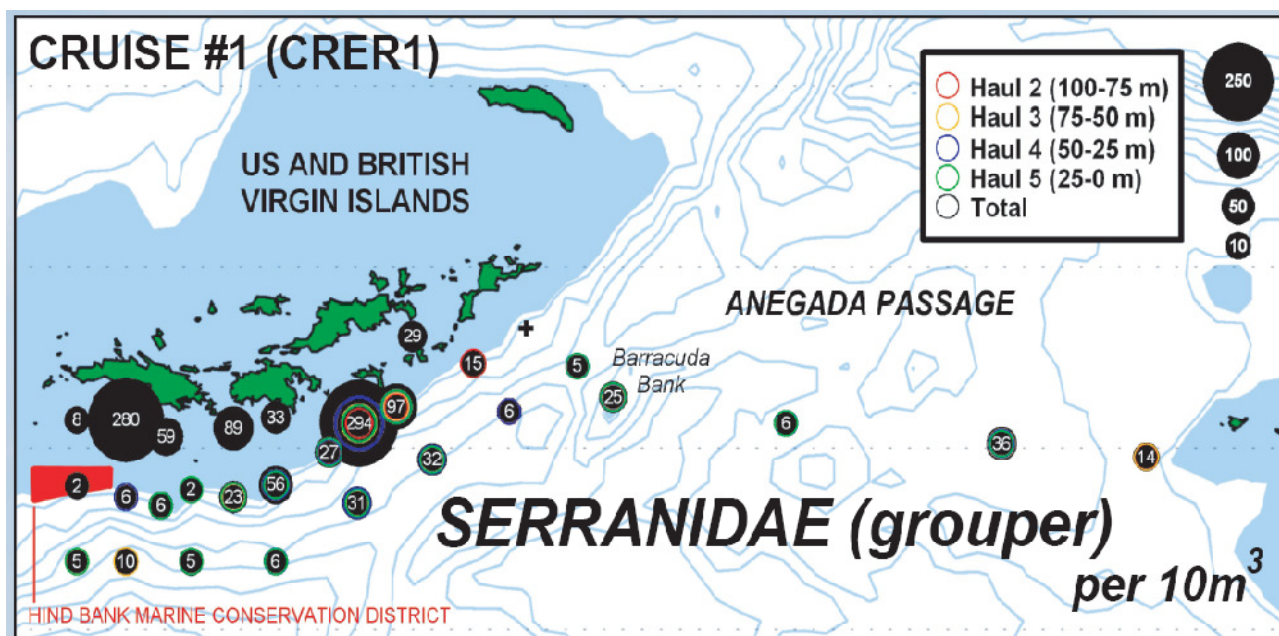 CRUISE #1 (CRER1)
Haul 2 (100-75 m)
Haul 3 (75-50 m)
Haul 4 (50-25 m)
Haul 5 (25-0 m)
Total
250
100
50
10
US AND BRITISH
VIRGIN ISLANDS
ANEGADA PASSAGE
Barracuda
Bank
29
15
5
25
6
8
280
59
89
33
294
97
6
36
14
27
32
2
6
6
2
23
56
31
5
10
5
6
SERRANIDAE (grouper)
per 10m³
HIND BANK MARINE CONSERVATION DISTRICT